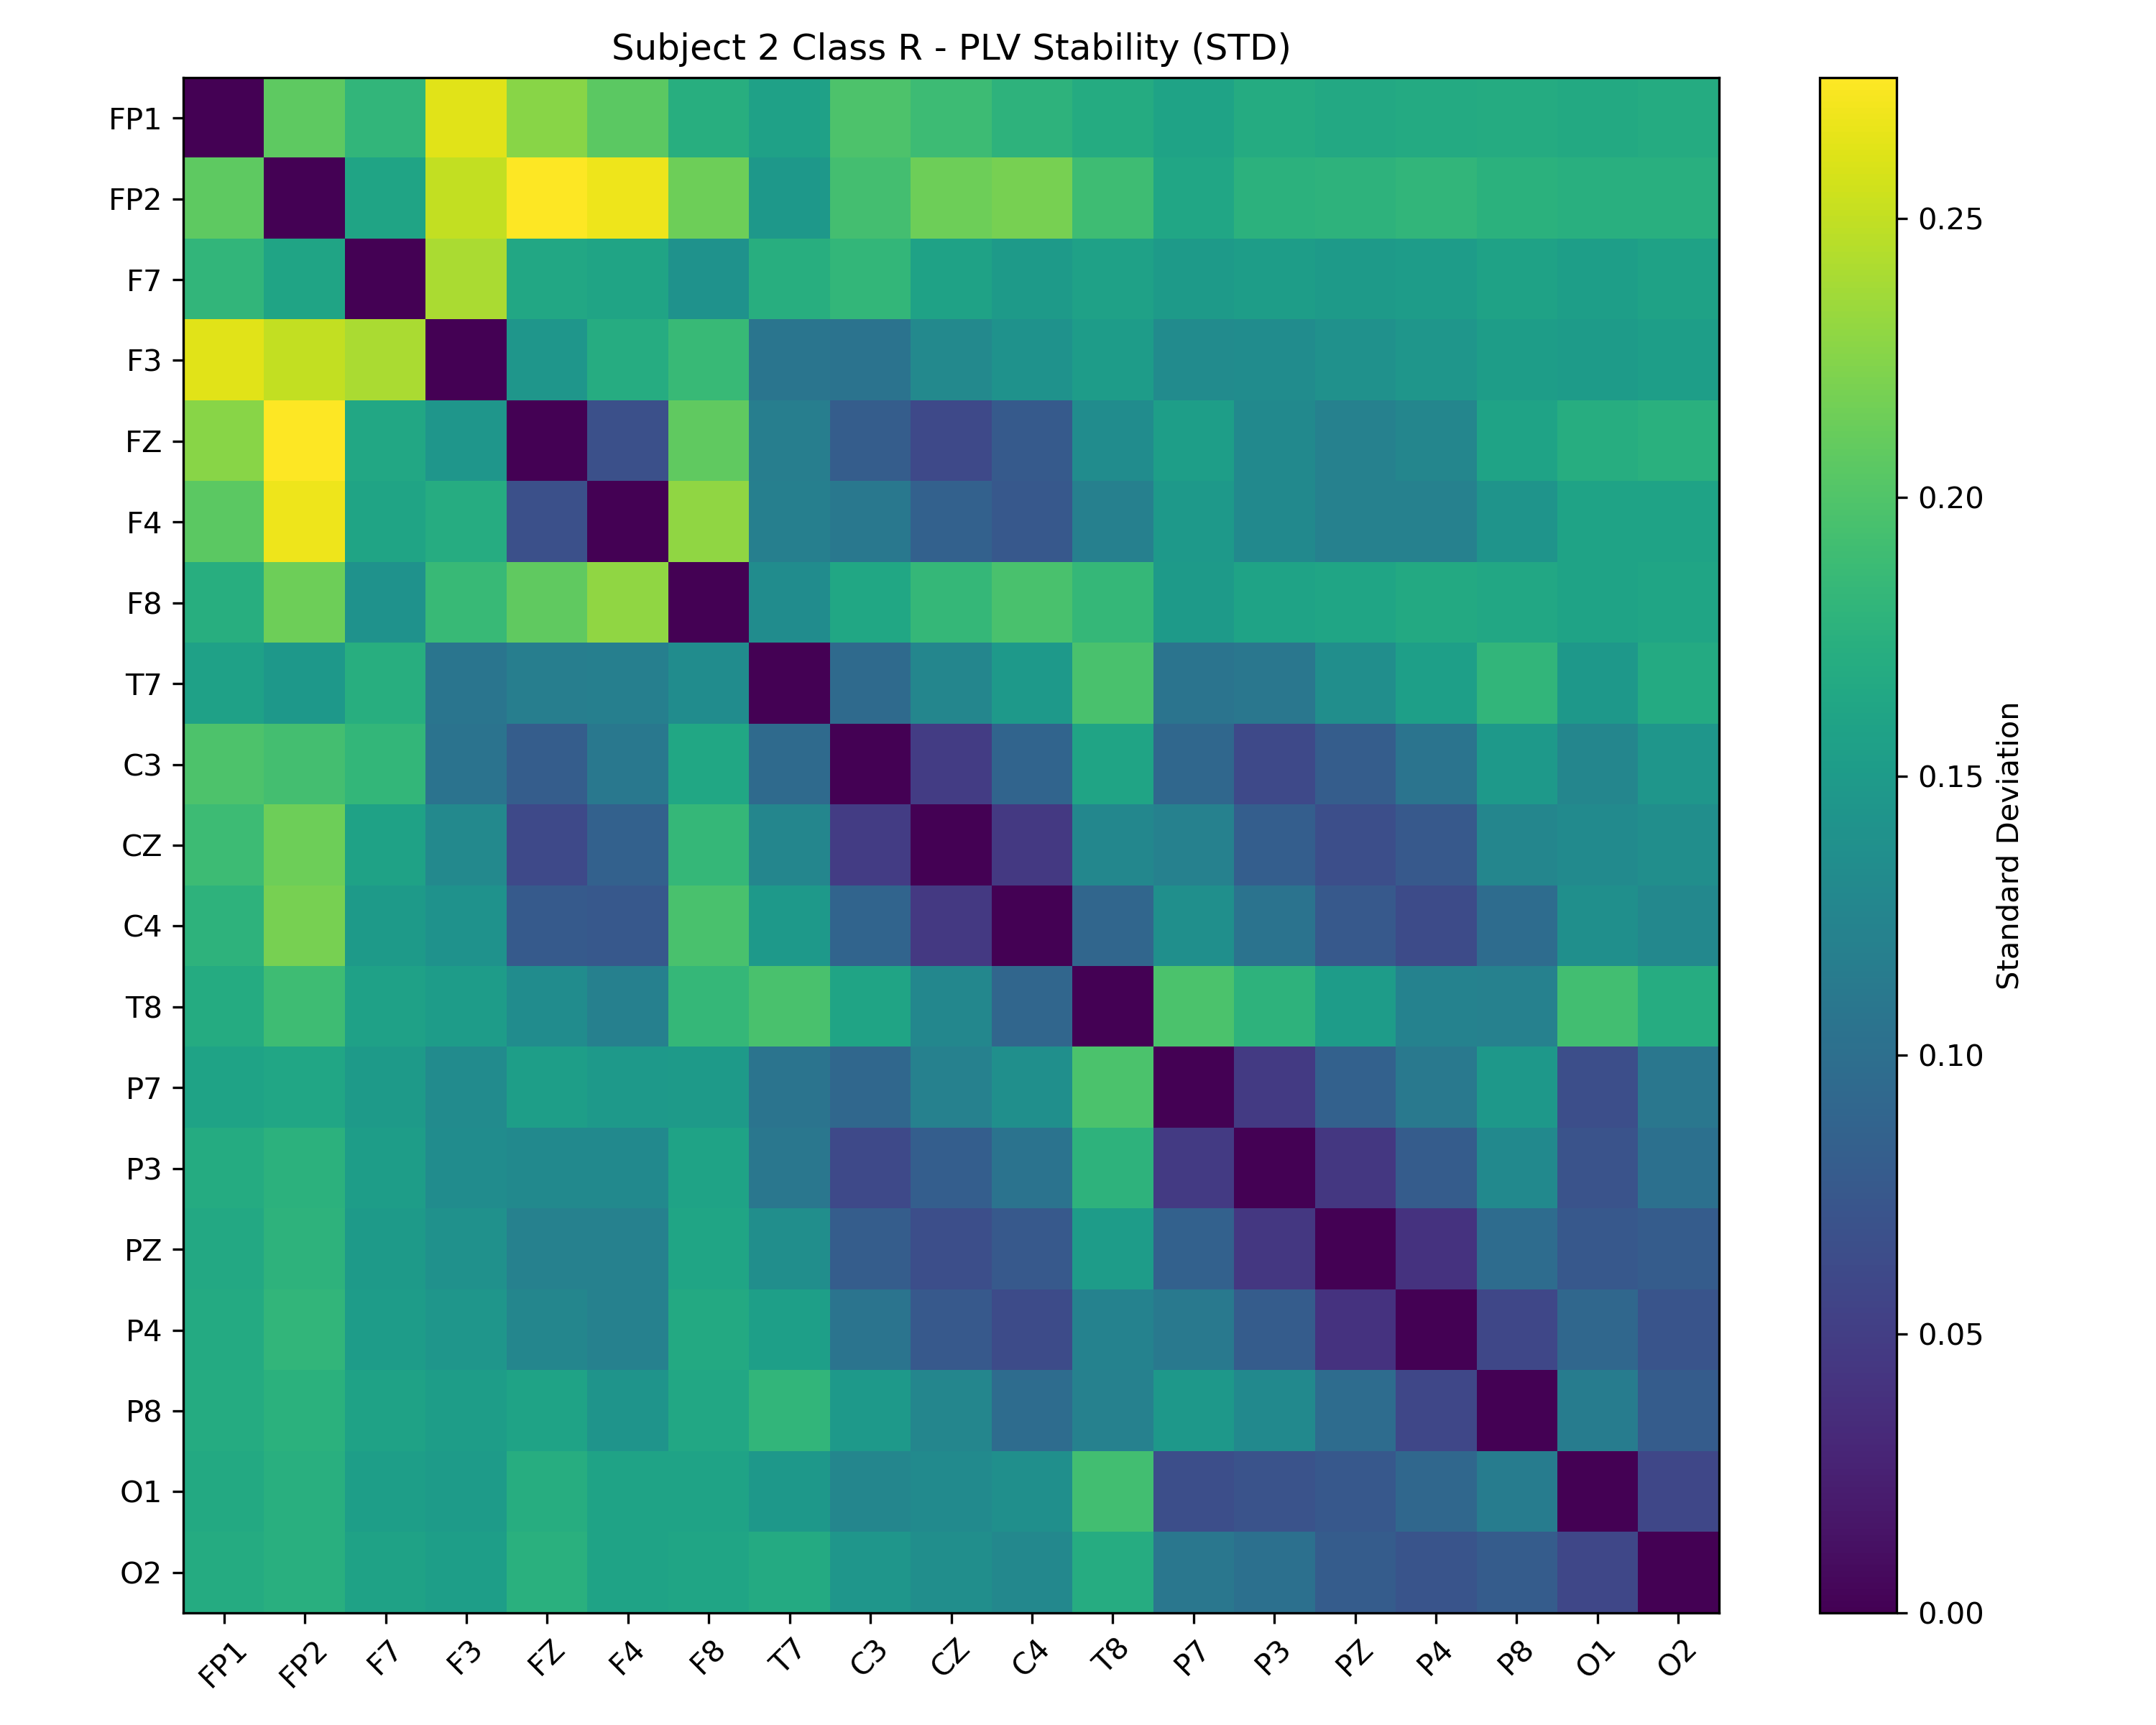 Subject 2 Class R - PLV Stability (STD)
FP1
FP2
F7
F3
FZ
F4
F8
T7
C3
CZ
C4
T8
P7
P3
PZ
P4
P8
O1
O2
FP1 FP2 F7 F3 FZ F4 F8 T7 C3 CZ C4 T8 P7 P3 PZ P4 P8 O1 O2
0.25
0.20
0.15
0.10
0.05
0.00
Standard Deviation